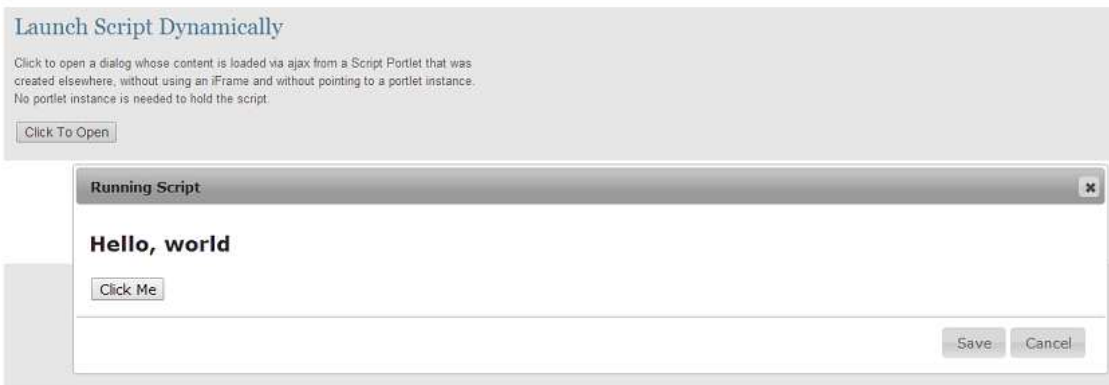 Launch Script Dynamically
Click to open a dialog whose content is loaded via ajax from a Script Portlet that was
created elsewhere, without using an iFrame and without pointing to a portlet instance.
No portlet instance is needed to hold the script.
Click To Open
Running Script
Hello, world
Click Me
Save Cancel